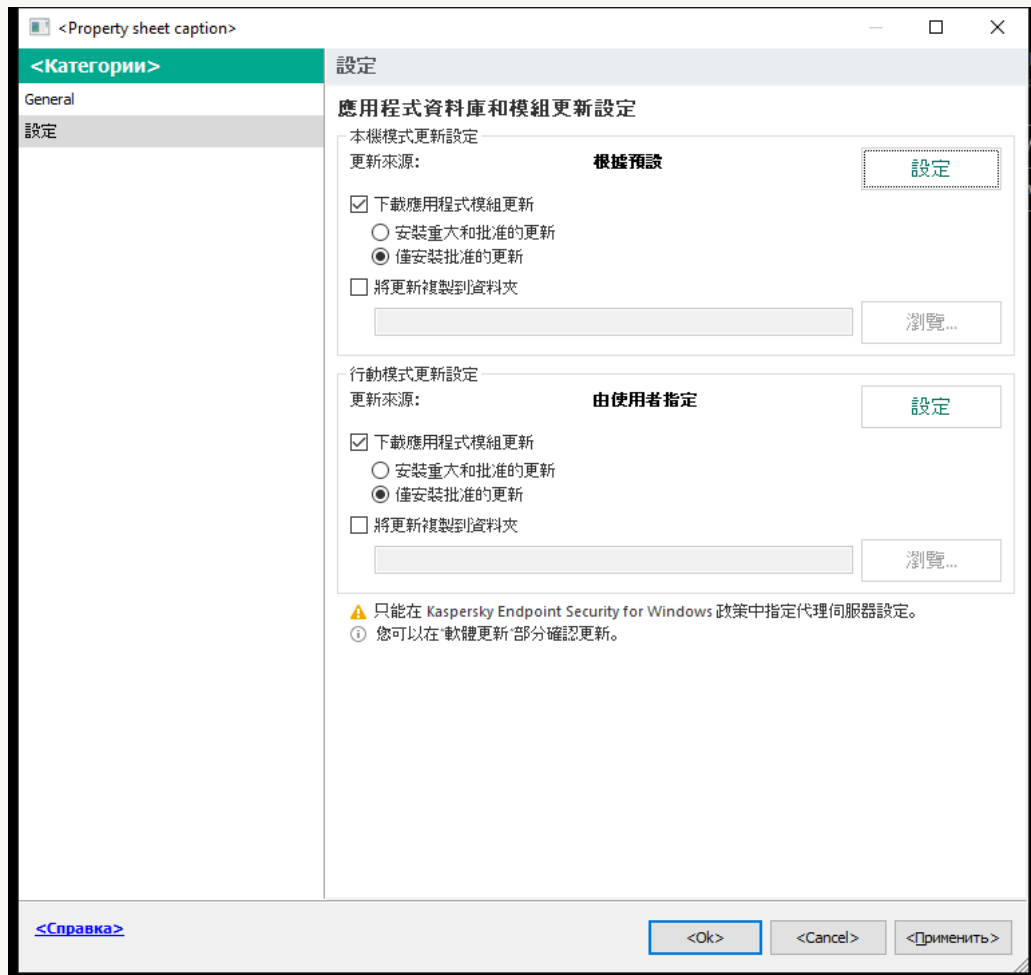 <Property sheet caption>
<Категории>
General
設定
設定
應用程式資料庫和模組更新設定
本機模式更新設定
更新來源: 根據預設 設定
下載應用程式模組更新
安裝重大和批准的更新
僅安裝批准的更新
將更新複製到資料夾
瀏覽...
行動模式更新設定
更新來源: 由使用者指定 設定
下載應用程式模組更新
安裝重大和批准的更新
僅安裝批准的更新
將更新複製到資料夾
瀏覽...
只能在 Kaspersky Endpoint Security for Windows 政策中指定代理伺服器設定。
您可以在"軟體更新"部分確認更新。
<Справка>
<Ok> <Cancel> <Применить>